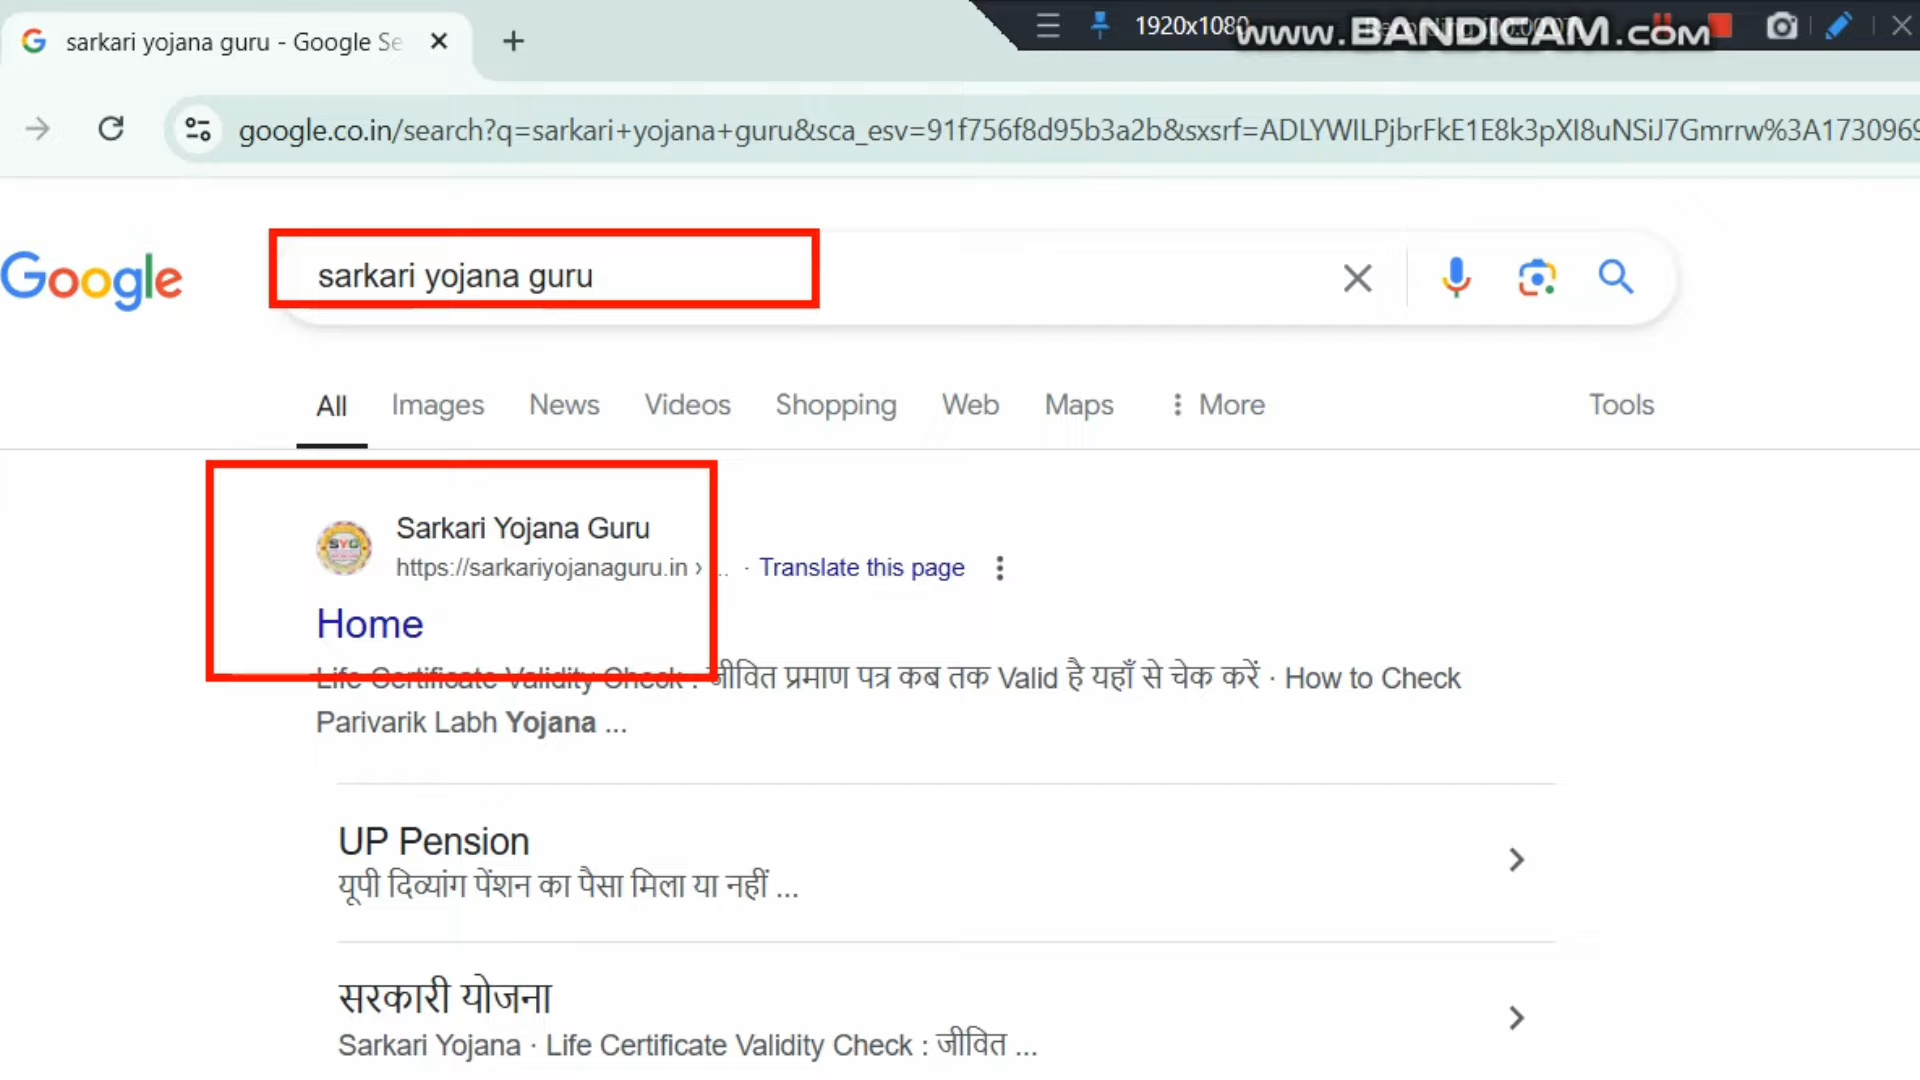 sarkari yojana guru - Google Se
1920x1080
www.BANDICAM.com
google.co.in/search?q=sarkari+yojana+guru&sca_esv=91f756f8d95b3a2b&sxsrf=ADLYWILPjbrFkE1E8k3pXI8uNSiJ7Gmrrw%3A1730969
Google
sarkari yojana guru
All Images News Videos Shopping Web Maps More Tools
SYG
Sarkari Yojana Guru
https://sarkariyojanaguru.in › ... · Translate this page
Home
Life Certificate Validity Check : जीवित प्रमाण पत्र कब तक Valid है यहाँ से चेक करें · How to Check
Parivarik Labh Yojana ...
UP Pension
यूपी दिव्यांग पेंशन का पैसा मिला या नहीं ...
सरकारी योजना
Sarkari Yojana · Life Certificate Validity Check : जीवित ...